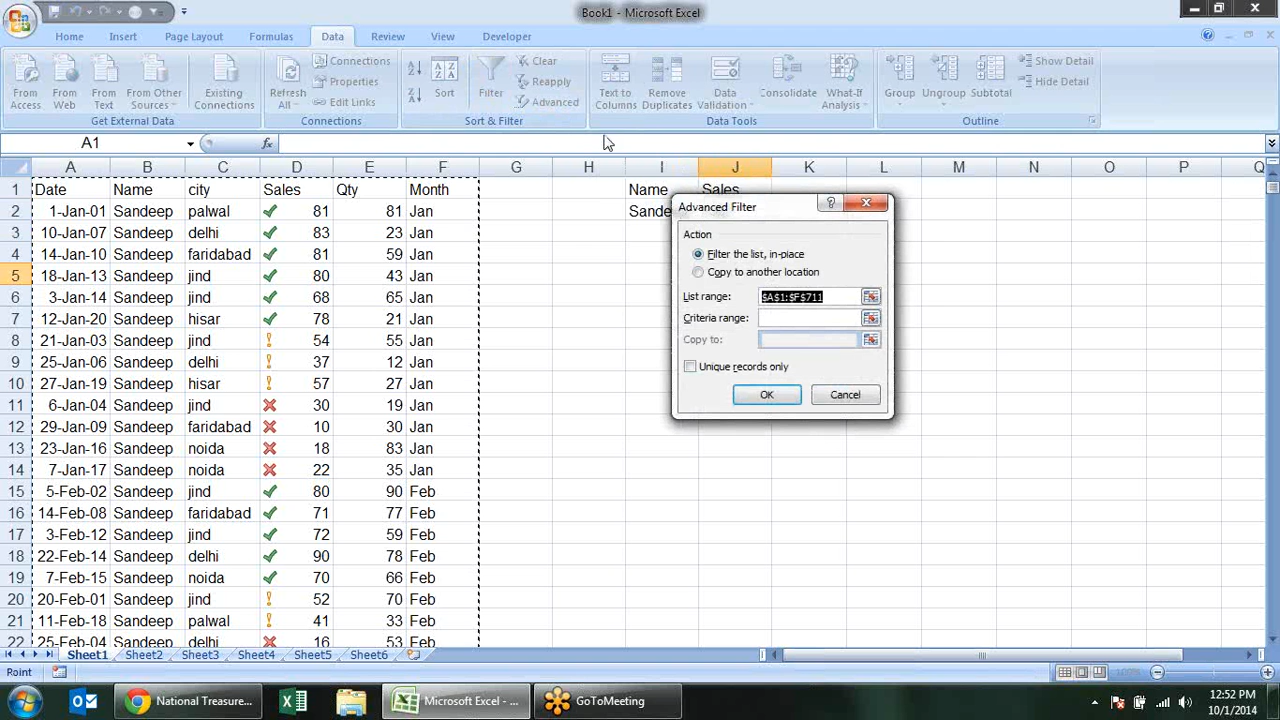 Book1 - Microsoft Excel
Home Insert Page Layout Formulas Data Review View Developer
From Access
From Web
From Text
From Other Sources
Existing Connections
Get External Data
Refresh All
Connections
Properties
Edit Links
Connections
Sort
Filter
Clear
Reapply
Advanced
Sort & Filter
Text to Columns
Remove Duplicates
Data Validation
Consolidate
What-If Analysis
Data Tools
Group
Ungroup
Subtotal
Show Detail
Hide Detail
Outline
A1 fx
A B C D E F G H I J K L M N O P Q
1 Date Name city Sales Qty Month Name Sales
2 1-Jan-01 Sandeep palwal 81 81 Jan Sande
3 10-Jan-07 Sandeep delhi 83 23 Jan
4 14-Jan-10 Sandeep faridabad 81 59 Jan
5 18-Jan-13 Sandeep jind 80 43 Jan
6 3-Jan-14 Sandeep jind 68 65 Jan
7 12-Jan-20 Sandeep hisar 78 21 Jan
8 21-Jan-03 Sandeep jind 54 55 Jan
9 25-Jan-06 Sandeep delhi 37 12 Jan
10 27-Jan-19 Sandeep hisar 57 27 Jan
11 6-Jan-04 Sandeep jind 30 19 Jan
12 29-Jan-09 Sandeep faridabad 10 30 Jan
13 23-Jan-16 Sandeep noida 18 83 Jan
14 7-Jan-17 Sandeep noida 22 35 Jan
15 5-Feb-02 Sandeep jind 80 90 Feb
16 14-Feb-08 Sandeep faridabad 71 77 Feb
17 3-Feb-12 Sandeep jind 72 59 Feb
18 22-Feb-14 Sandeep delhi 90 78 Feb
19 7-Feb-15 Sandeep noida 70 66 Feb
20 20-Feb-01 Sandeep jind 52 70 Feb
21 11-Feb-18 Sandeep palwal 41 33 Feb
22 25-Feb-04 Sandeep delhi 16 53 Feb
Advanced Filter
Action
Filter the list, in-place
Copy to another location
List range: $A$1:$F$711
Criteria range:
Copy to:
Unique records only
OK Cancel
Sheet1 Sheet2 Sheet3 Sheet4 Sheet5 Sheet6
Point 100%
National Treasure... Microsoft Excel - ... GoToMeeting
12:52 PM
10/1/2014